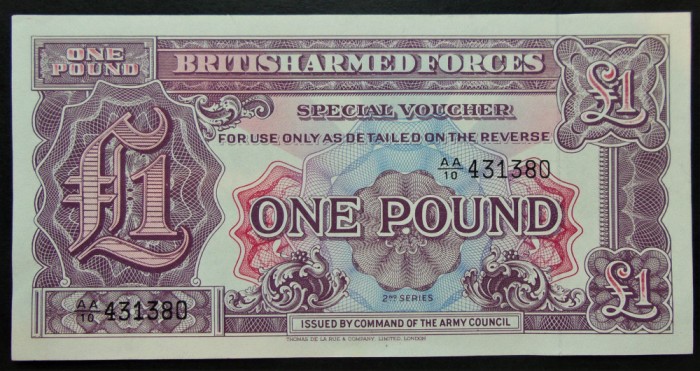 ONE POUND
BRITISH ARMED FORCES
£1
SPECIAL VOUCHER
FOR USE ONLY AS DETAILED ON THE REVERSE
AA/10 431380
£1
ONE POUND
2ND SERIES
£1
AA/10 431380
ISSUED BY COMMAND OF THE ARMY COUNCIL
THOMAS DE LA RUE & COMPANY, LIMITED, LONDON.